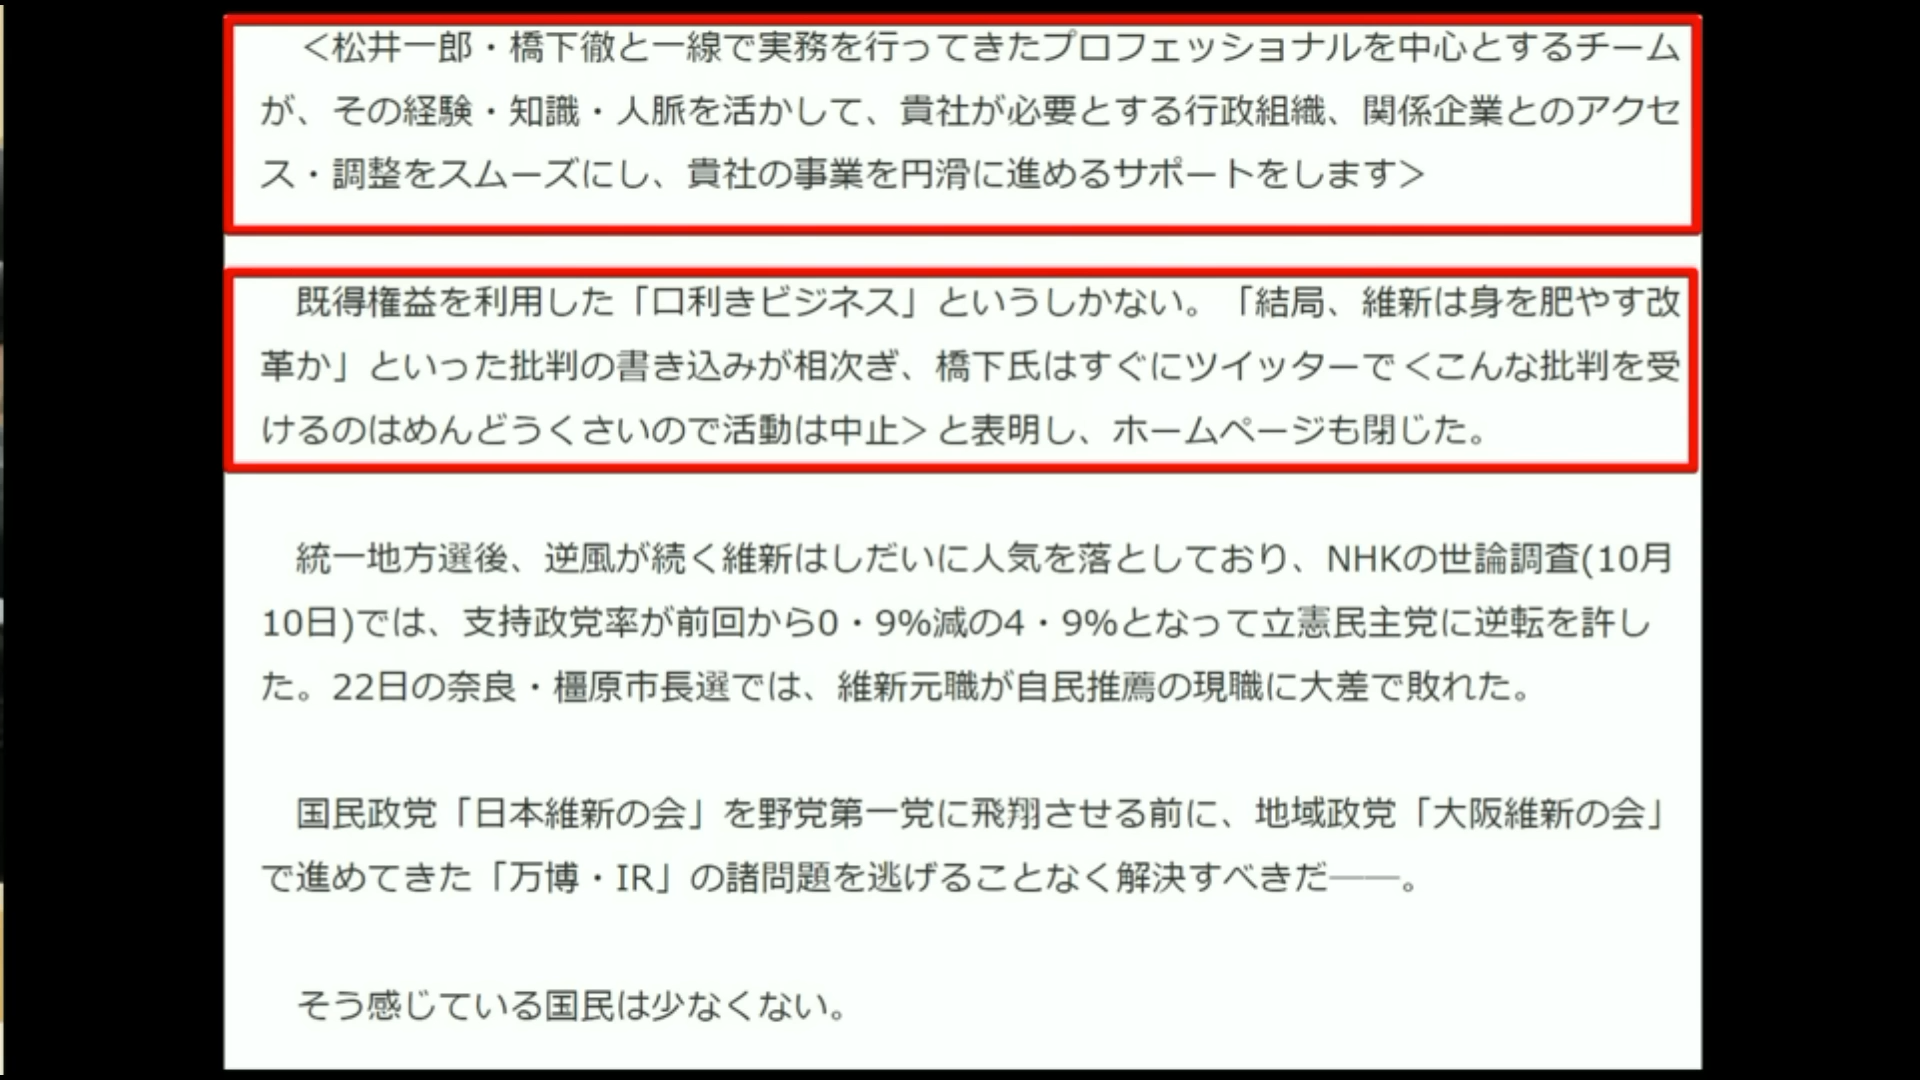 ＜松井一郎・橋下徹と一線で実務を行ってきたプロフェッショナルを中心とするチーム
が、その経験・知識・人脈を活かして、貴社が必要とする行政組織、関係企業とのアクセ
ス・調整をスムーズにし、貴社の事業を円滑に進めるサポートをします＞
既得権益を利用した「口利きビジネス」というしかない。「結局、維新は身を肥やす改
革か」といった批判の書き込みが相次ぎ、橋下氏はすぐにツイッターで＜こんな批判を受
けるのはめんどうくさいので活動は中止＞と表明し、ホームページも閉じた。
統一地方選後、逆風が続く維新はしだいに人気を落としており、NHKの世論調査(10月
10日)では、支持政党率が前回から0・9%減の4・9%となって立憲民主党に逆転を許し
た。22日の奈良・橿原市長選では、維新元職が自民推薦の現職に大差で敗れた。
国民政党「日本維新の会」を野党第一党に飛翔させる前に、地域政党「大阪維新の会」
で進めてきた「万博・IR」の諸問題を逃げることなく解決すべきだ――。
そう感じている国民は少なくない。